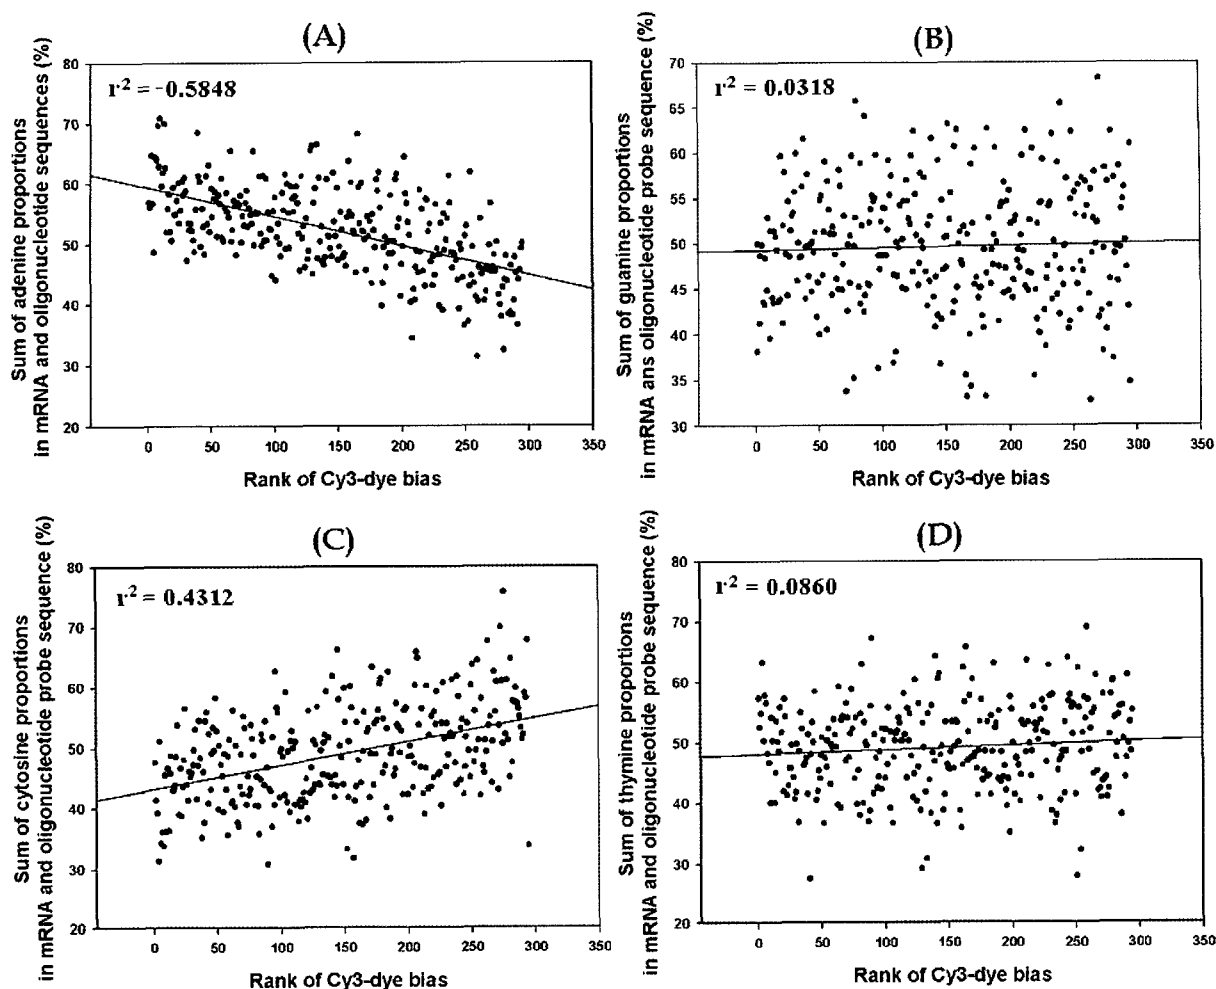 (A)
r² = -0.5848
Sum of adenine proportions
in mRNA and oligonucleotide sequences (%)
80
70
60
50
40
30
20
0 50 100 150 200 250 300 350
Rank of Cy3-dye bias
(B)
r² = 0.0318
Sum of guanine proportions
in mRNA ans oligonucleotide probe sequence (%)
70
65
60
55
50
45
40
35
30
0 50 100 150 200 250 300 350
Rank of Cy3-dye bias
(C)
r² = 0.4312
Sum of cytosine proportions
in mRNA and oligonucleotide probe sequence (%)
80
70
60
50
40
30
20
0 50 100 150 200 250 300 350
Rank of Cy3-dye bias
(D)
r² = 0.0860
Sum of thymine proportions
in mRNA and oligonucleotide probe sequence (%)
80
70
60
50
40
30
20
0 50 100 150 200 250 300 350
Rank of Cy3-dye bias